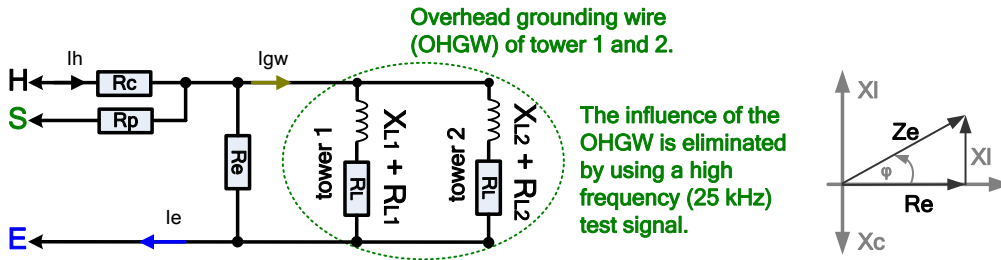 Overhead grounding wire
(OHGW) of tower 1 and 2.
H
Ih
Rc
Igw
S
Rp
Re
tower 1
RL
XL1 + RL1
tower 2
RL
XL2 + RL2
E
Ie
The influence of the
OHGW is eliminated
by using a high
frequency (25 kHz)
test signal.
Xl
Ze
Xl
φ
Re
Xc